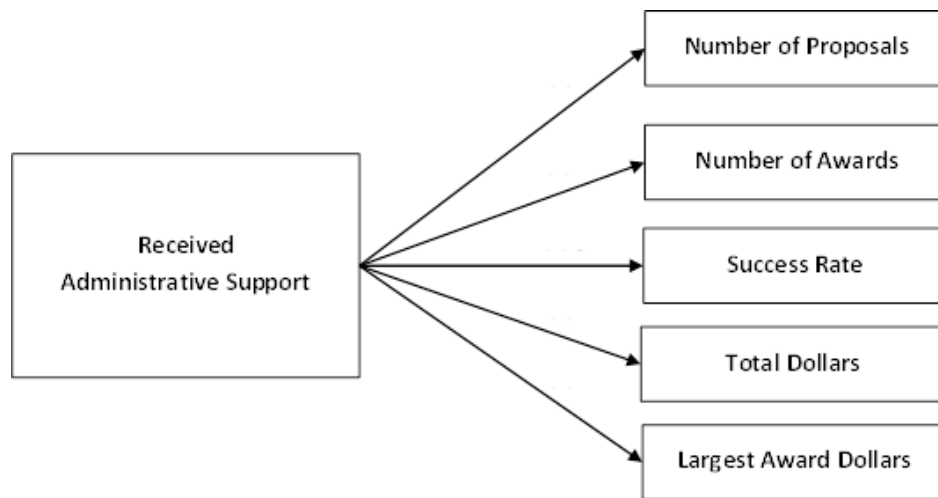 Number of Proposals
Number of Awards
Received
Administrative Support
Success Rate
Total Dollars
Largest Award Dollars